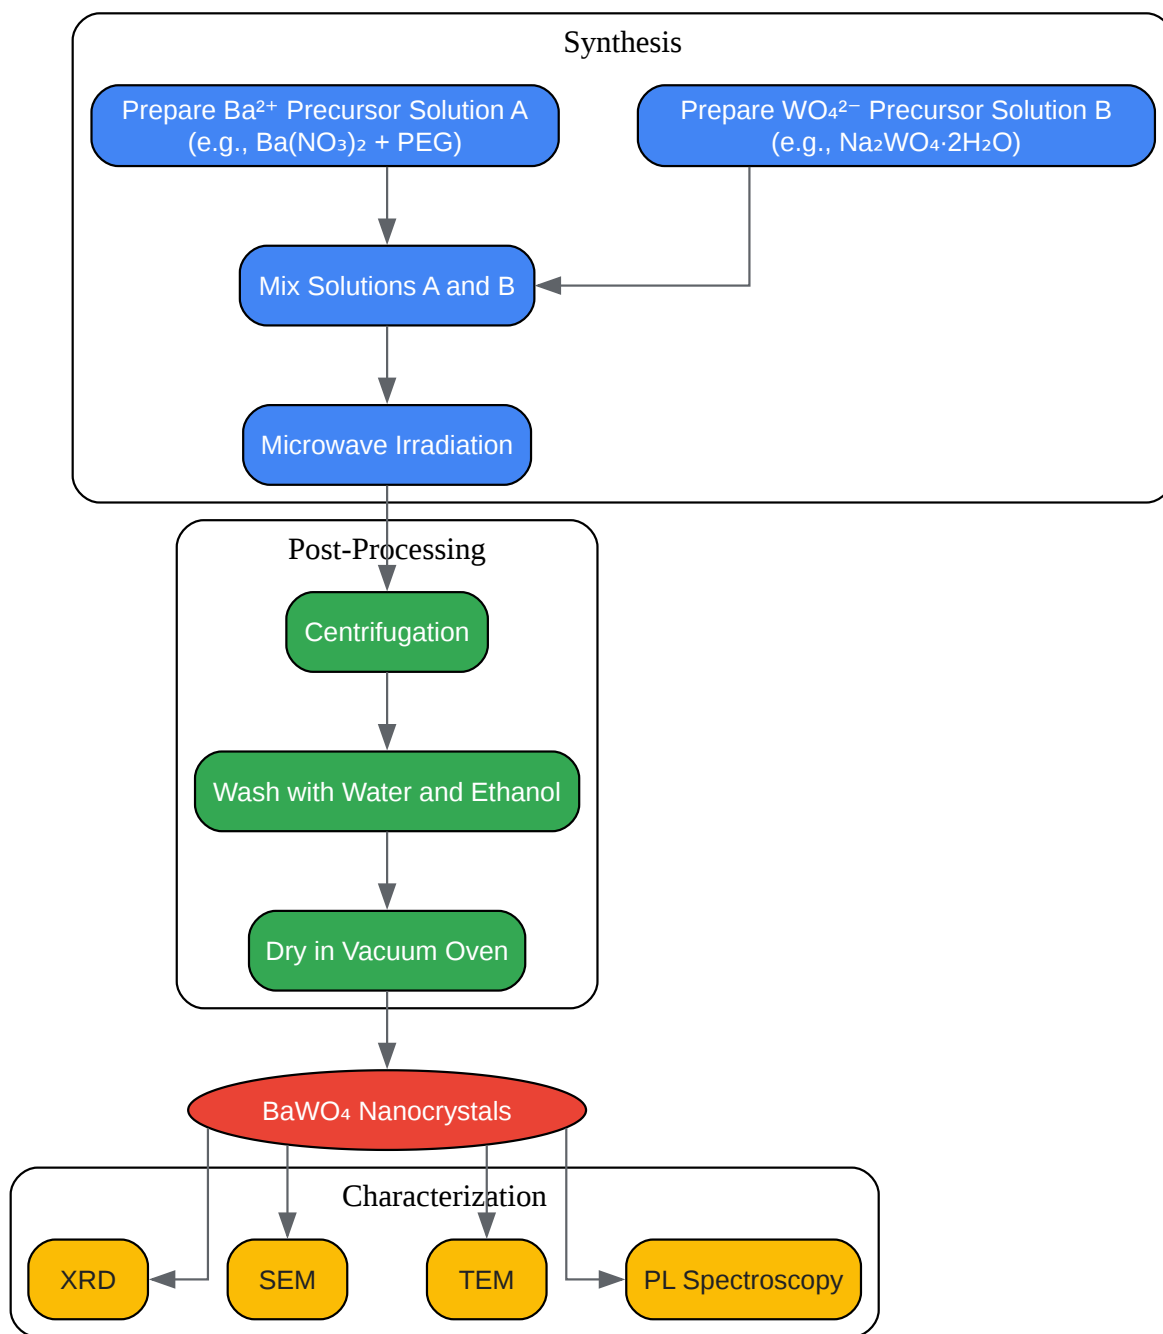 Synthesis
Prepare Ba²⁺ Precursor Solution A
(e.g., Ba(NO₃)₂ + PEG)
Prepare WO₄²⁻ Precursor Solution B
(e.g., Na₂WO₄·2H₂O)
Mix Solutions A and B
Microwave Irradiation
Post-Processing
Centrifugation
Wash with Water and Ethanol
Dry in Vacuum Oven
BaWO₄ Nanocrystals
Characterization
XRD
SEM
TEM
PL Spectroscopy